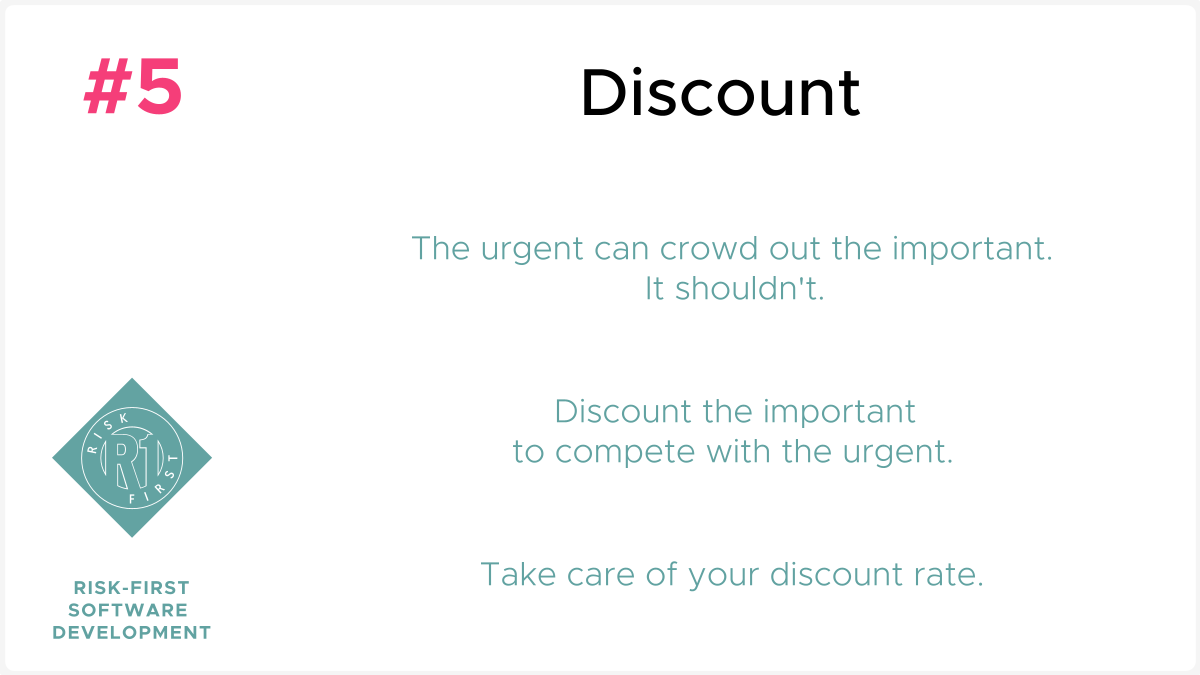 #5
Discount
The urgent can crowd out the important.
It shouldn't.
Discount the important
to compete with the urgent.
Take care of your discount rate.
RISK
R1
FIRST
RISK-FIRST
SOFTWARE
DEVELOPMENT